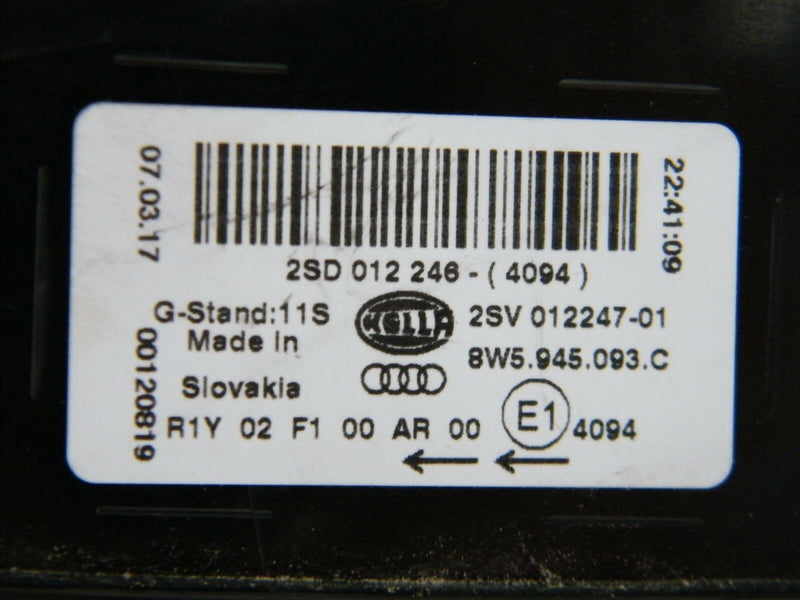 07.03.17
00120819
22:41:09
2SD 012 246-(4094)
G-Stand:11S
Made in
Slovakia
HELLA
2SV 012247-01
8W5.945.093.C
R1Y 02 F1 00 AR 00
E1
4094